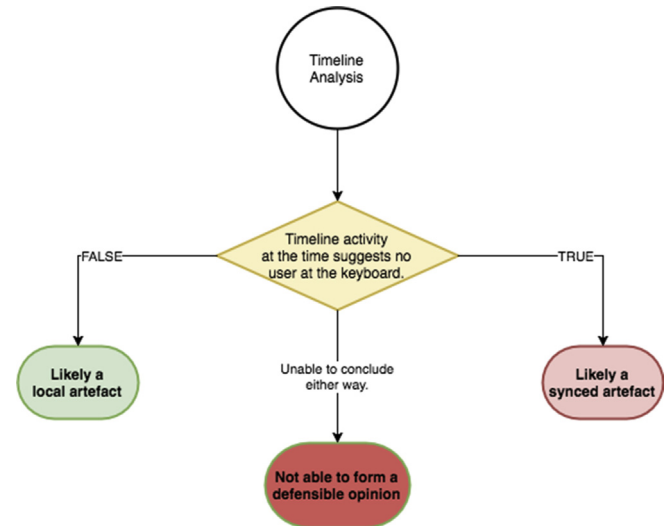 Timeline
Analysis
Timeline activity
at the time suggests no
user at the keyboard.
FALSE
TRUE
Likely a
local artefact
Unable to conclude
either way.
Likely a
synced artefact
Not able to form a
defensible opinion